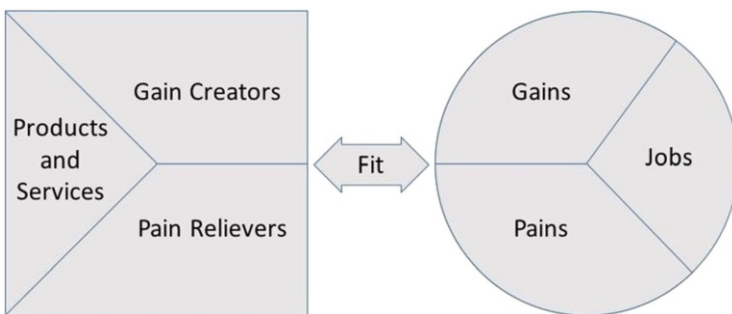 Gain Creators
Products
and
Services
Pain Relievers
Fit
Gains
Jobs
Pains